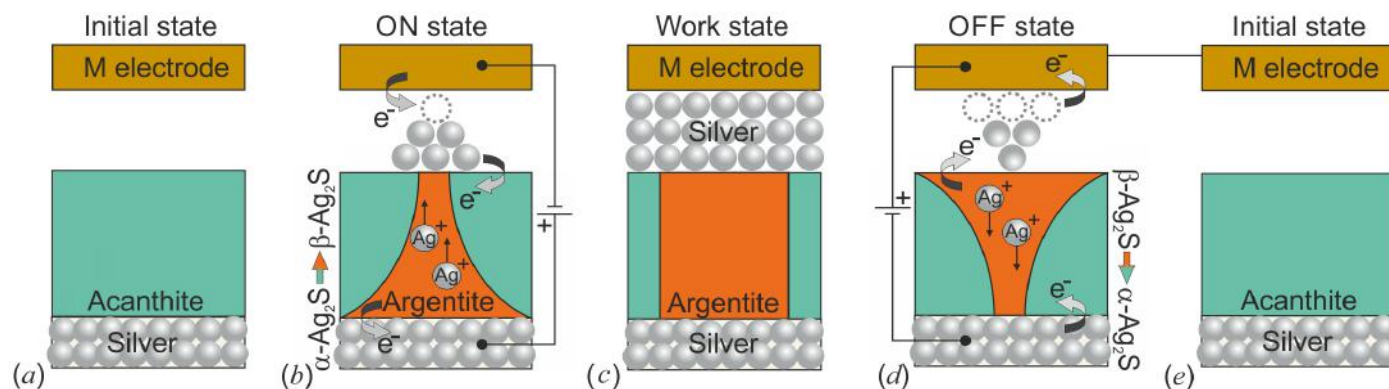 Initial state
M electrode
Acanthite
Silver
(a)
ON state
e-
e-
α-Ag2S β-Ag2S
Ag+
Ag+
Argentite
e-
+
(b)
Work state
M electrode
Silver
Argentite
Silver
(c)
OFF state
e-
e-
+
Ag+
Ag+
e-
β-Ag2S α-Ag2S
(d)
Initial state
M electrode
Acanthite
Silver
(e)